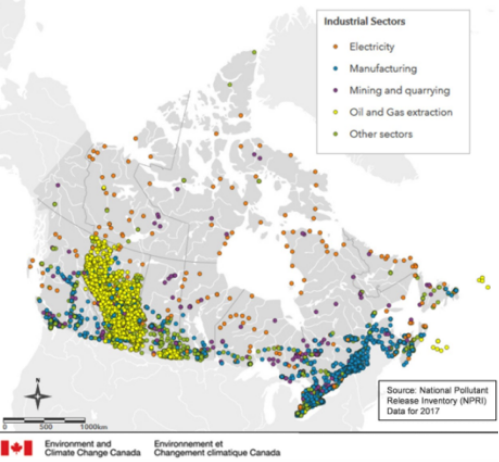 Industrial Sectors
Electricity
Manufacturing
Mining and quarrying
Oil and Gas extraction
Other sectors
N
Source: National Pollutant
Release Inventory (NPRI)
Data for 2017
0 500 1000km
Environment and Environnement et
Climate Change Canada Changement climatique Canada